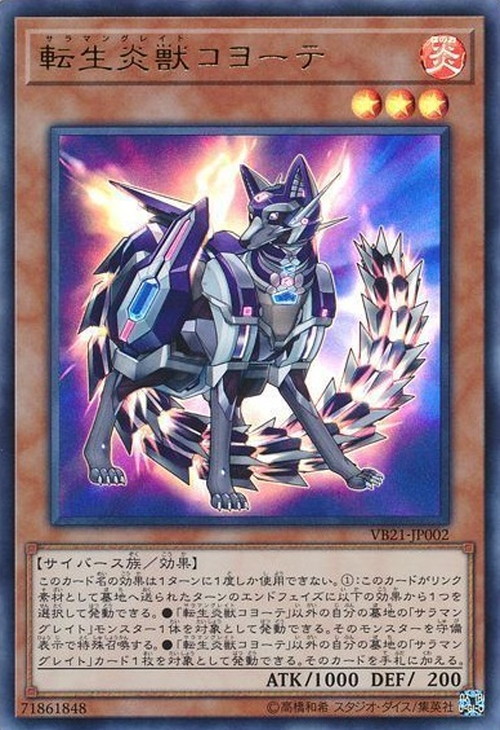 サラマングレイト
転生炎獣コヨーテ
ほのお
炎
VB21-JP002
【サイバース族／効果】
このカード名の効果は1ターンに1度しか使用できない。①：このカードがリンク
素材として墓地へ送られたターンのエンドフェイズに以下の効果から1つを
選択して発動できる。●「転生炎獣コヨーテ」以外の自分の墓地の「サラマ
ングレイト」モンスター1体を対象として発動できる。そのモンスターを守備
表示で特殊召喚する。●「転生炎獣コヨーテ」以外の自分の墓地の「サラマン
グレイト」カード1枚を対象として発動できる。そのカードを手札に加える。
ATK/1000 DEF/ 200
71861848
©高橋和希 スタジオ・ダイス/集英社